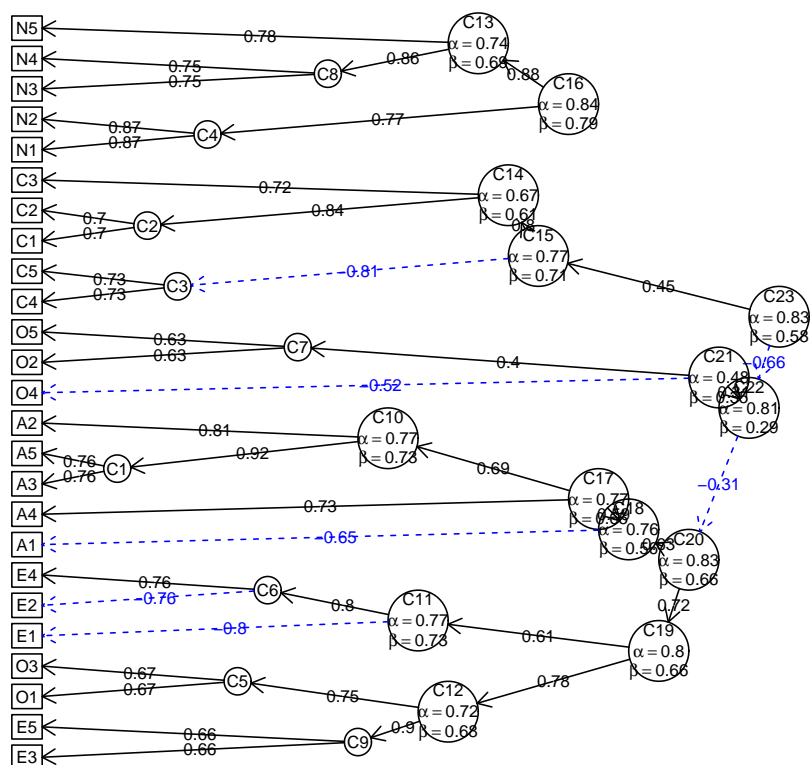 N5
N4
N3
N2
N1
C3
C2
C1
C5
C4
O5
O2
O4
A2
A5
A3
A4
A1
E4
E2
E1
O3
O1
E5
E3
0.78
0.75
0.75
C8
0.86
C13
α = 0.74
β = 0.69
0.88
C16
α = 0.84
β = 0.79
0.87
0.87
C4
0.77
0.72
0.7
0.7
C2
0.84
C14
α = 0.67
β = 0.61
C15
α = 0.77
β = 0.71
0.73
0.73
C3
−0.81
0.45
C23
α = 0.83
β = 0.58
0.63
0.63
C7
0.4
−0.52
C21
α = 0.48
−0.66
C22
α = 0.81
β = 0.29
−0.31
0.81
0.76
0.76
C1
0.92
C10
α = 0.77
β = 0.73
0.69
0.73
−0.65
C17
α = 0.77
C18
α = 0.76
0.63
C20
α = 0.83
β = 0.66
0.72
0.76
−0.76
C6
0.8
−0.8
C11
α = 0.77
β = 0.73
0.61
C19
α = 0.8
β = 0.66
0.67
0.67
C5
0.75
0.78
C12
α = 0.72
β = 0.68
0.66
0.66
C9
0.9